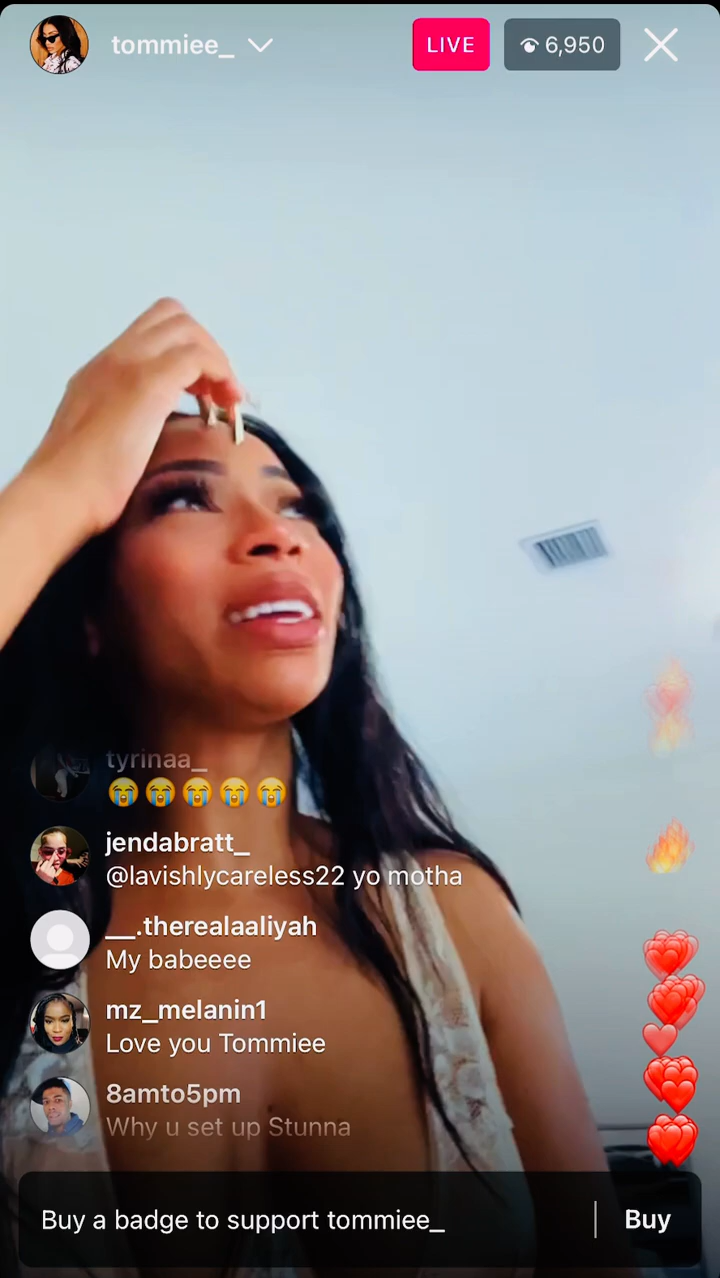 tommiee_
LIVE
6,950
tyrinaa_
😭😭😭😭😭
jendabratt_
@lavishlycareless22 yo motha
__.therealaaliyah
My babeeee
mz_melanin1
Love you Tommiee
8amto5pm
Why u set up Stunna
Buy a badge to support tommiee_
Buy